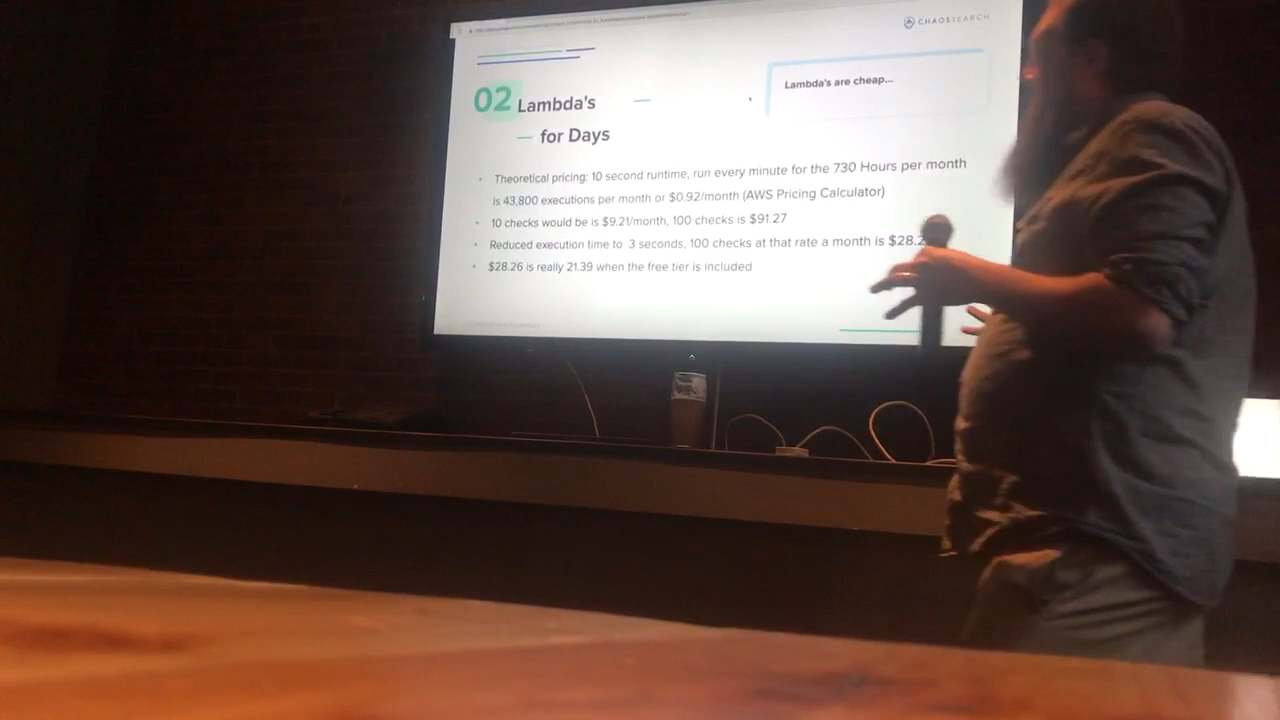 CHAOSSEARCH
02 Lambda's
for Days
Lambda's are cheap...
Theoretical pricing: 10 second runtime, run every minute for the 730 Hours per month
is 43,800 executions per month or $0.92/month (AWS Pricing Calculator)
10 checks would be is $9.21/month, 100 checks is $91.27
Reduced execution time to 3 seconds, 100 checks at that rate a month is $28.2
$28.26 is really 21.39 when the free tier is included